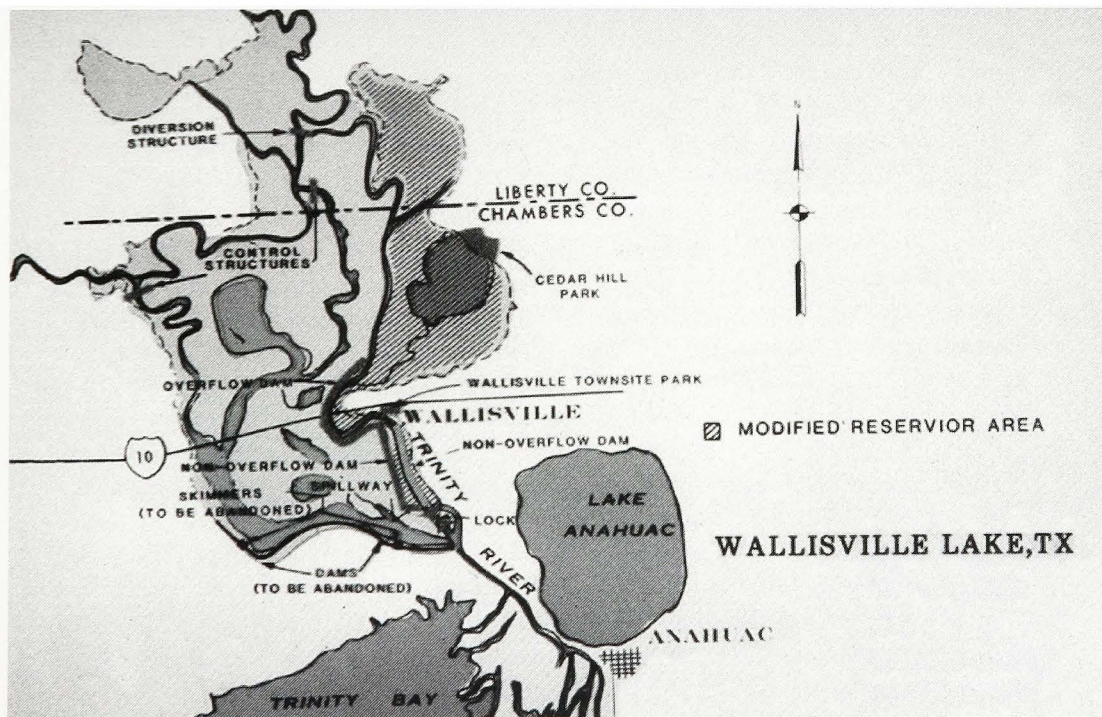 N
DIVERSION
STRUCTURE
LIBERTY CO.
CHAMBERS CO.
CONTROL
STRUCTURES
CEDAR HILL
PARK
OVERFLOW DAM
WALLISVILLE TOWNSITE PARK
WALLISVILLE
MODIFIED RESERVIOR AREA
10
NON-OVERFLOW DAM
TRINITY
NON-OVERFLOW DAM
SKIMMERS
(TO BE ABANDONED)
SPILLWAY
LOCK
LAKE
ANAHUAC
WALLISVILLE LAKE,TX
DAMS
(TO BE ABANDONED)
RIVER
ANAHUAC
TRINITY BAY